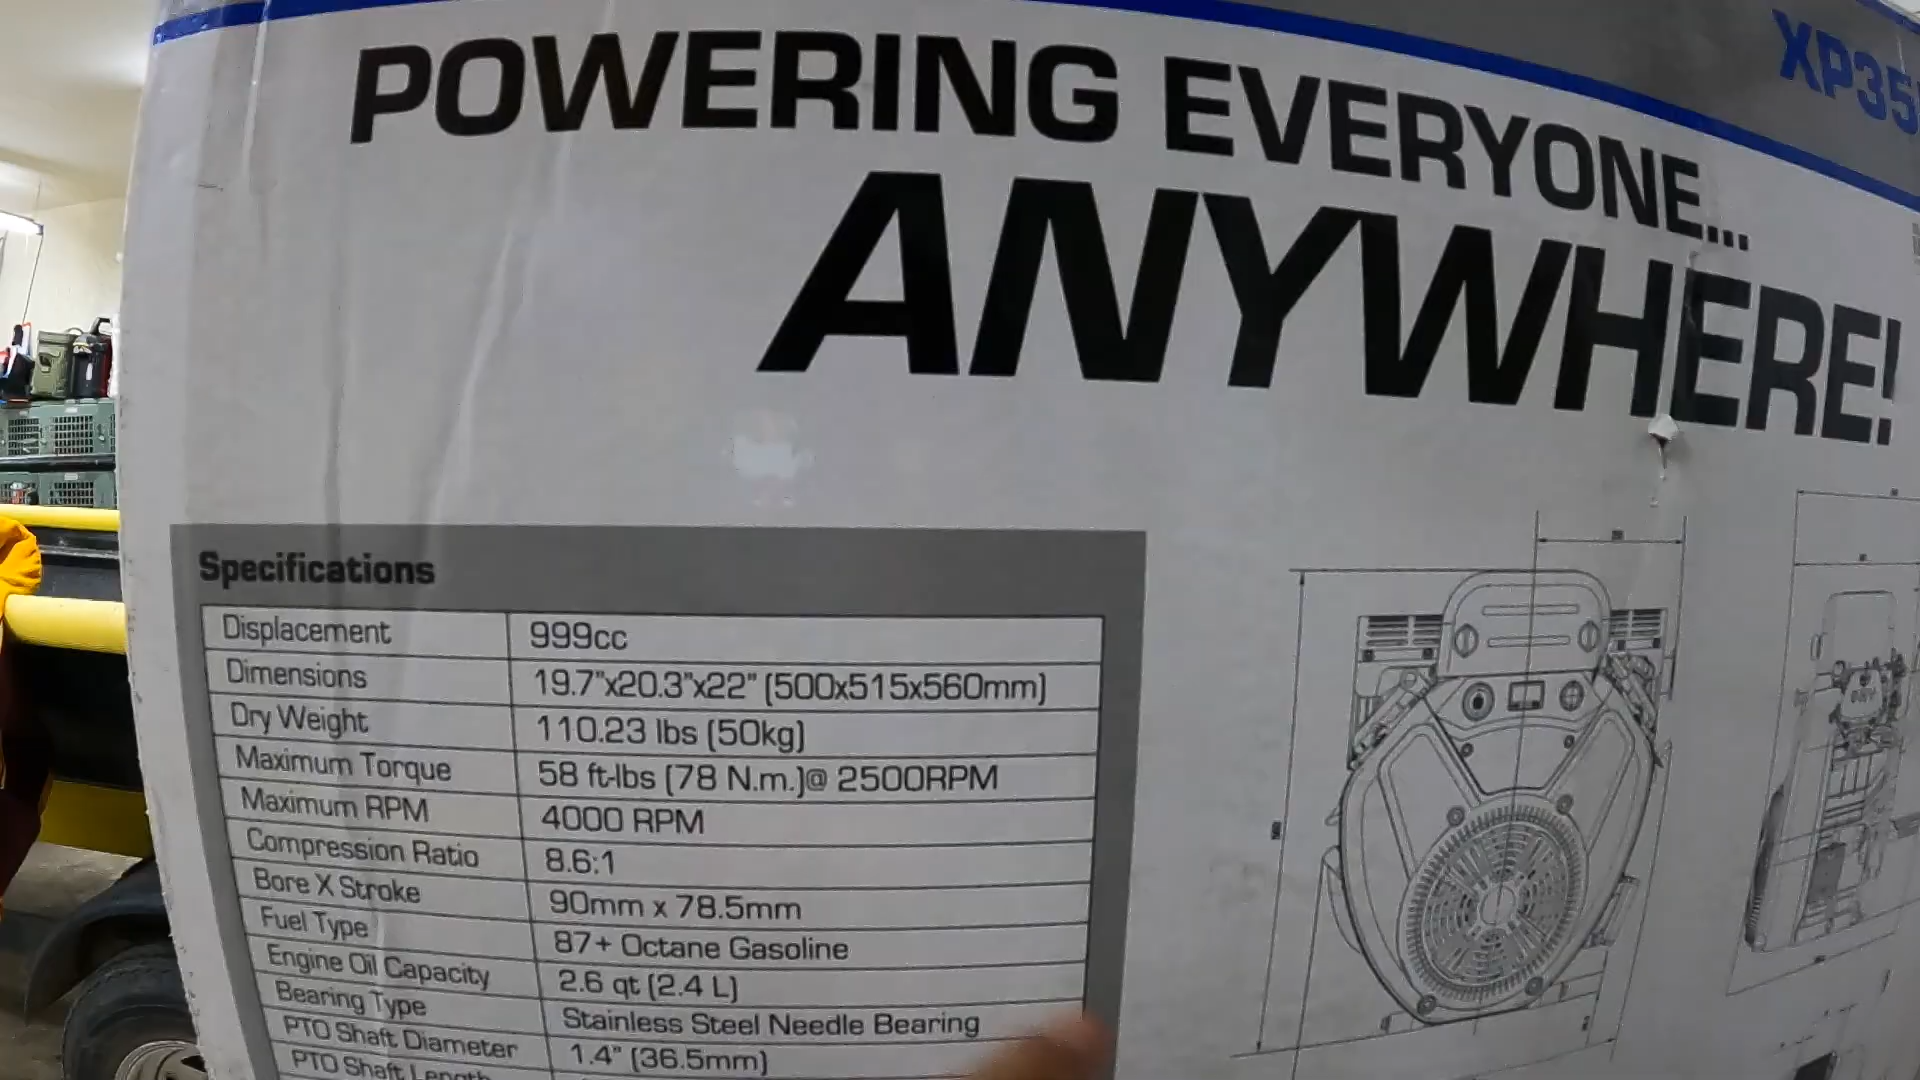 XP35
POWERING EVERYONE...
ANYWHERE!
Specifications
Displacement 999cc
Dimensions 19.7"x20.3"x22" (500x515x560mm)
Dry Weight 110.23 lbs (50kg)
Maximum Torque 58 ft-lbs (78 N.m.)@ 2500RPM
Maximum RPM 4000 RPM
Compression Ratio 8.6:1
Bore X Stroke 90mm x 78.5mm
Fuel Type 87+ Octane Gasoline
Engine Oil Capacity 2.6 qt (2.4 L)
Bearing Type Stainless Steel Needle Bearing
PTO Shaft Diameter 1.4" (36.5mm)
PTO Shaft Length